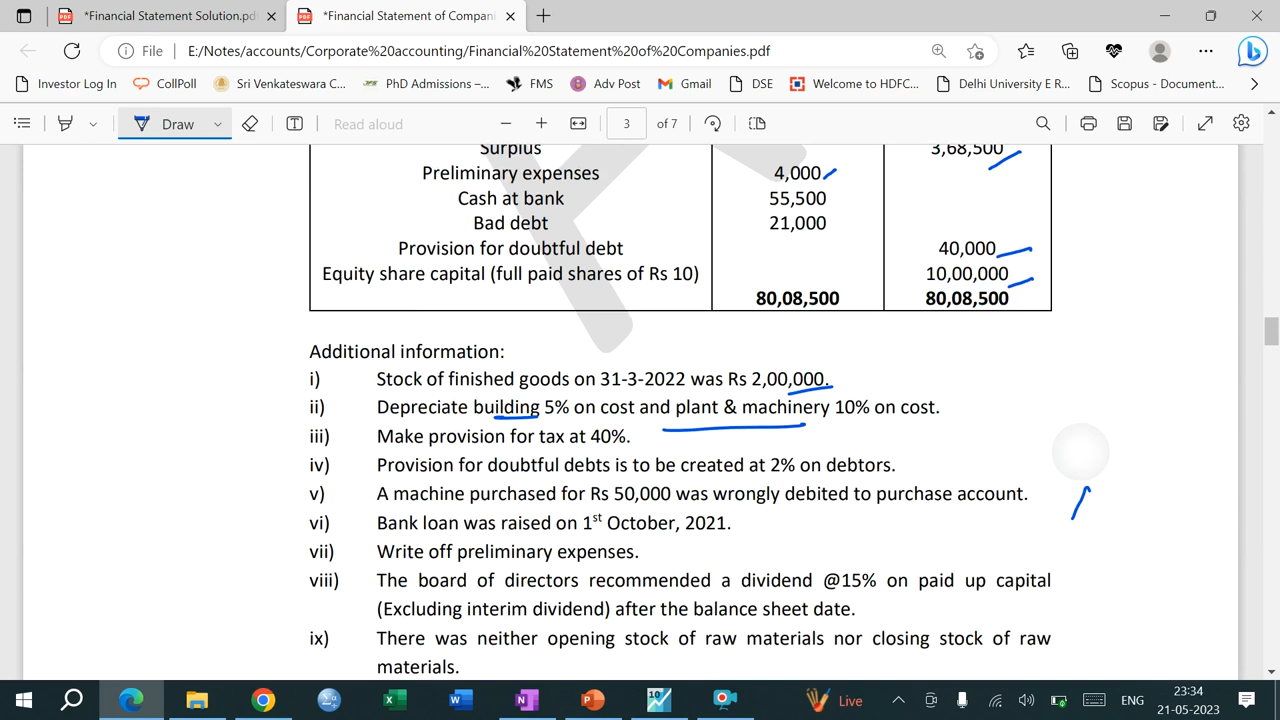 *Financial Statement Solution.pd
*Financial Statement of Compani
File
E:/Notes/accounts/Corporate%20accounting/Financial%20Statement%20of%20Companies.pdf
Investor Login
CollPoll
Sri Venkateswara C...
PhD Admissions –...
FMS
Adv Post
Gmail
DSE
Welcome to HDFC...
Delhi University E R...
Scopus - Document...
Draw
Read aloud
3 of 7
Surplus 3,68,500
Preliminary expenses 4,000
Cash at bank 55,500
Bad debt 21,000
Provision for doubtful debt 40,000
Equity share capital (full paid shares of Rs 10) 10,00,000
80,08,500 80,08,500
Additional information:
i) Stock of finished goods on 31-3-2022 was Rs 2,00,000.
ii) Depreciate building 5% on cost and plant & machinery 10% on cost.
iii) Make provision for tax at 40%.
iv) Provision for doubtful debts is to be created at 2% on debtors.
v) A machine purchased for Rs 50,000 was wrongly debited to purchase account.
vi) Bank loan was raised on 1st October, 2021.
vii) Write off preliminary expenses.
viii) The board of directors recommended a dividend @15% on paid up capital
(Excluding interim dividend) after the balance sheet date.
ix) There was neither opening stock of raw materials nor closing stock of raw
materials.
Live
ENG
23:34
21-05-2023